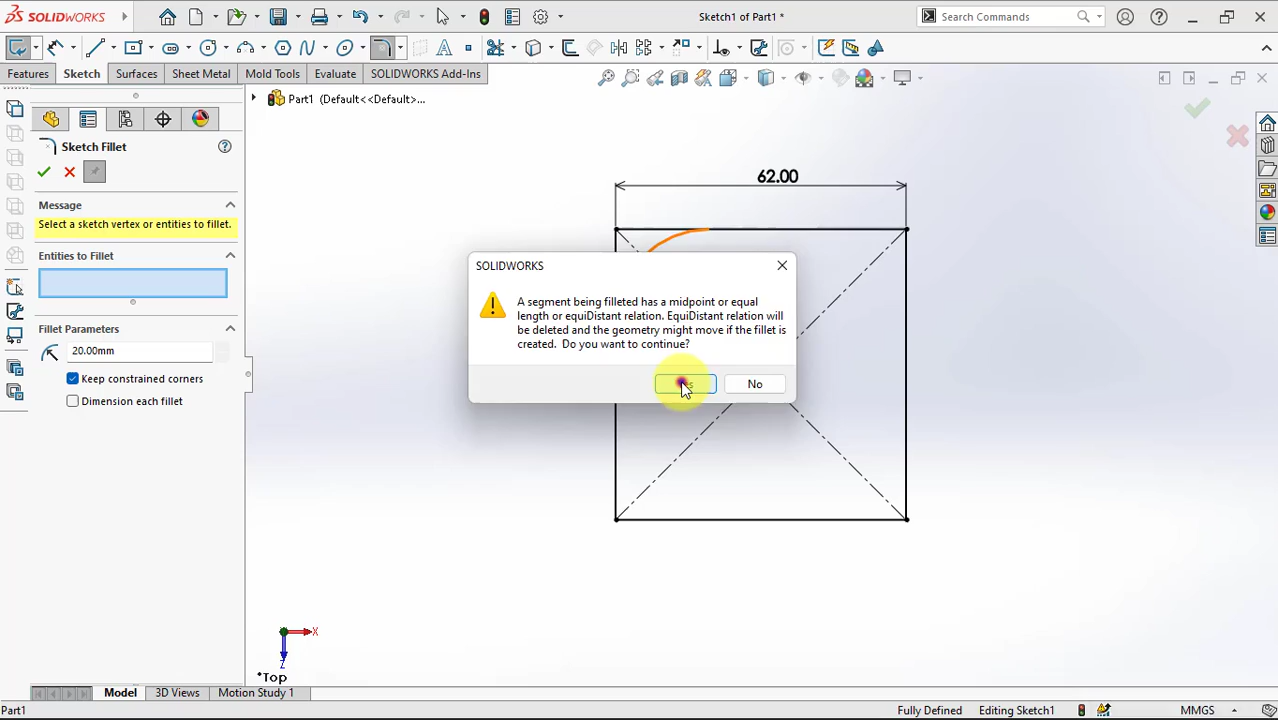 SOLIDWORKS
Sketch1 of Part1 *
Search Commands
Features
Sketch
Surfaces
Sheet Metal
Mold Tools
Evaluate
SOLIDWORKS Add-Ins
Part1 (Default<<Default>...
Sketch Fillet
Message
Select a sketch vertex or entities to fillet.
Entities to Fillet
Fillet Parameters
20.00mm
Keep constrained corners
Dimension each fillet
62.00
SOLIDWORKS
A segment being filleted has a midpoint or equal
length or equiDistant relation. EquiDistant relation will
be deleted and the geometry might move if the fillet is
created. Do you want to continue?
No
X
Z
*Top
Model
3D Views
Motion Study 1
Part1
Fully Defined
Editing Sketch1
MMGS